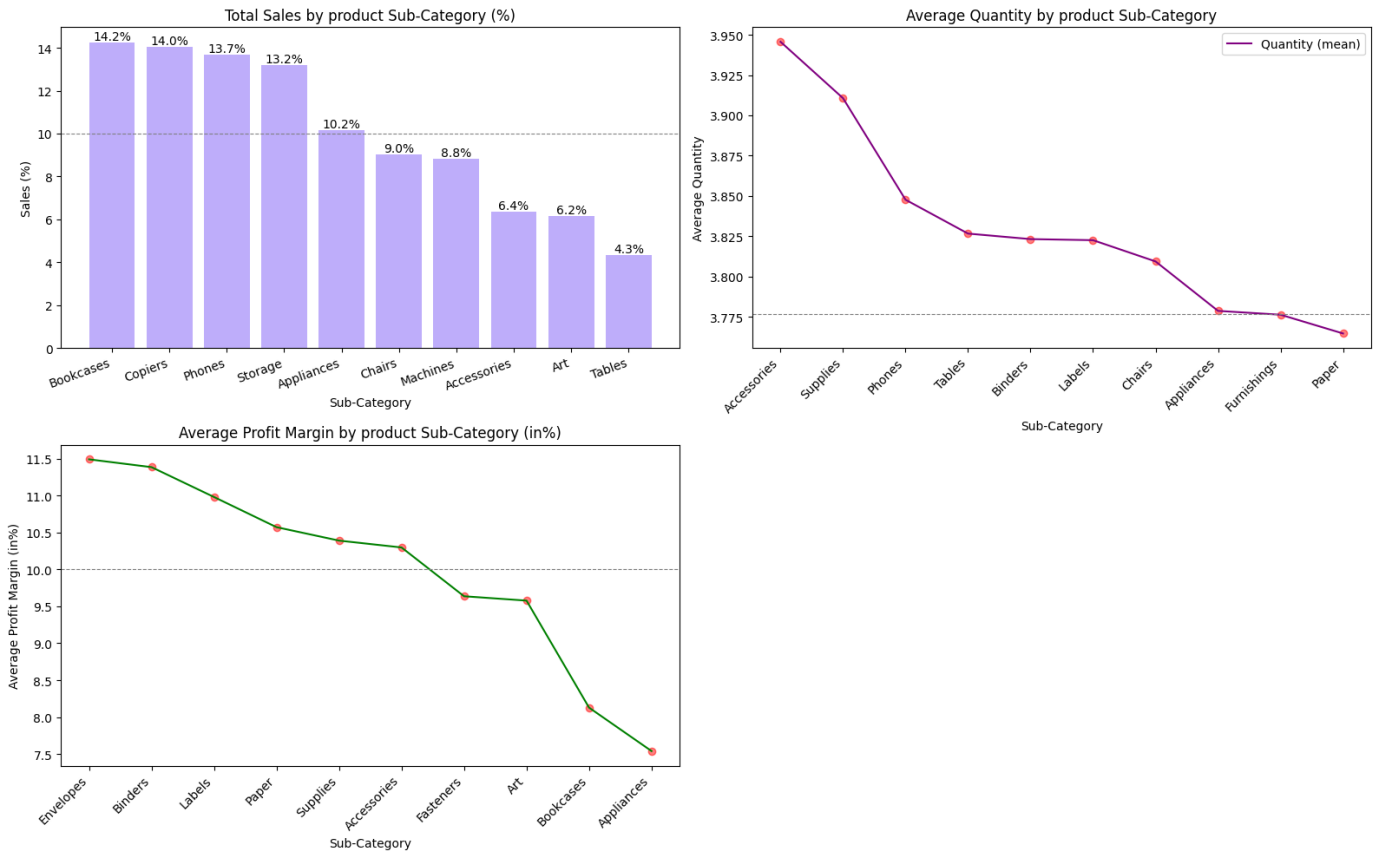 Total Sales by product Sub-Category (%)
14.2%
14.0%
13.7%
13.2%
10.2%
9.0%
8.8%
6.4%
6.2%
4.3%
14
12
10
8
6
4
2
0
Sales (%)
Bookcases
Copiers
Phones
Storage
Appliances
Chairs
Machines
Accessories
Art
Tables
Sub-Category
Average Quantity by product Sub-Category
Quantity (mean)
3.950
3.925
3.900
3.875
3.850
3.825
3.800
3.775
Average Quantity
Accessories
Supplies
Phones
Tables
Binders
Labels
Chairs
Appliances
Furnishings
Paper
Sub-Category
Average Profit Margin by product Sub-Category (in%)
11.5
11.0
10.5
10.0
9.5
9.0
8.5
8.0
7.5
Average Profit Margin (in%)
Envelopes
Binders
Labels
Paper
Supplies
Accessories
Fasteners
Art
Bookcases
Appliances
Sub-Category